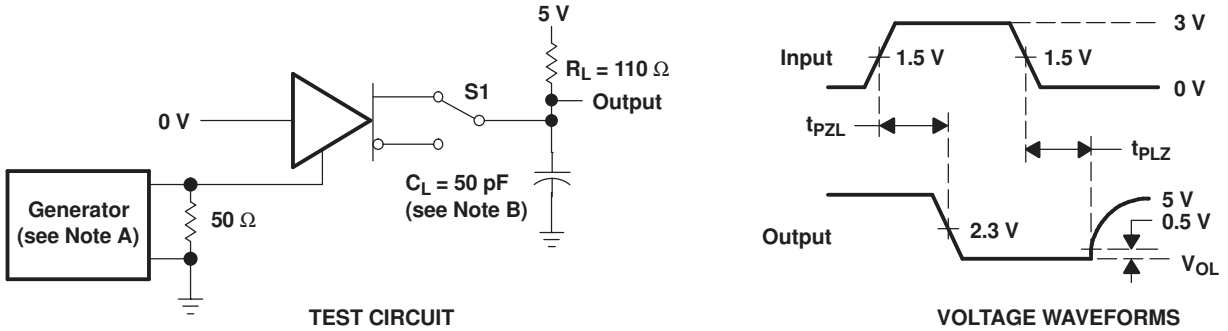 5 V
R_L = 110 Ω
S1
Output
0 V
C_L = 50 pF
(see Note B)
Generator
(see Note A)
50 Ω
TEST CIRCUIT
3 V
Input
1.5 V
1.5 V
0 V
t_PZL
t_PLZ
5 V
0.5 V
Output
2.3 V
V_OL
VOLTAGE WAVEFORMS